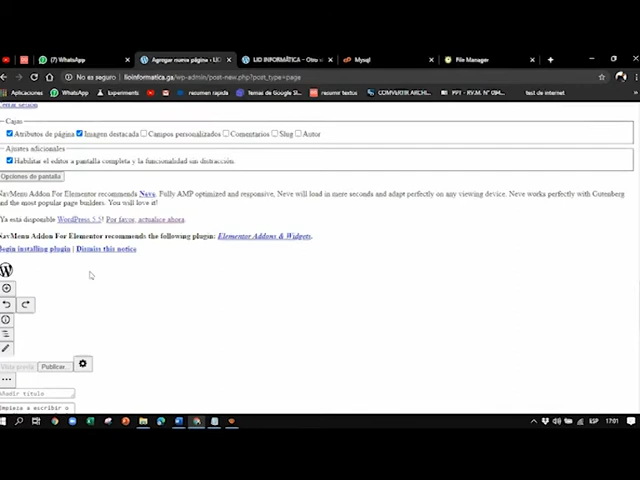 (7) WhatsApp
Agregar nueva página ‹ LIO
LIO INFORMÁTICA – Otro
Mysql
File Manager
No es seguro | lioinformatica.ga/wp-admin/post-new.php?post_type=page
Aplicaciones WhatsApp Experiments resumen rapida Temas de Google Sl... resumir textos CONVERTIR ARCHI... PPT - P.V.M. N° 094... test de internet
Cerrar sesión
Cajas
Atributos de página Imagen destacada Campos personalizados Comentarios Slug Autor
Ajustes adicionales
Habilitar el editor a pantalla completa y la funcionalidad sin distracción.
Opciones de pantalla
NavMenu Addon For Elementor recommends Neve. Fully AMP optimized and responsive, Neve will load in mere seconds and adapt perfectly on any viewing device. Neve works perfectly with Gutenberg
and the most popular page builders. You will love it!
Ya está disponible WordPress 5.5! Por favor, actualice ahora.
NavMenu Addon For Elementor recommends the following plugin: Elementor Addons & Widgets.
Begin installing plugin | Dismiss this notice
Vista previa Publicar...
Añadir título
Empieza a escribir o
ESP 17:01